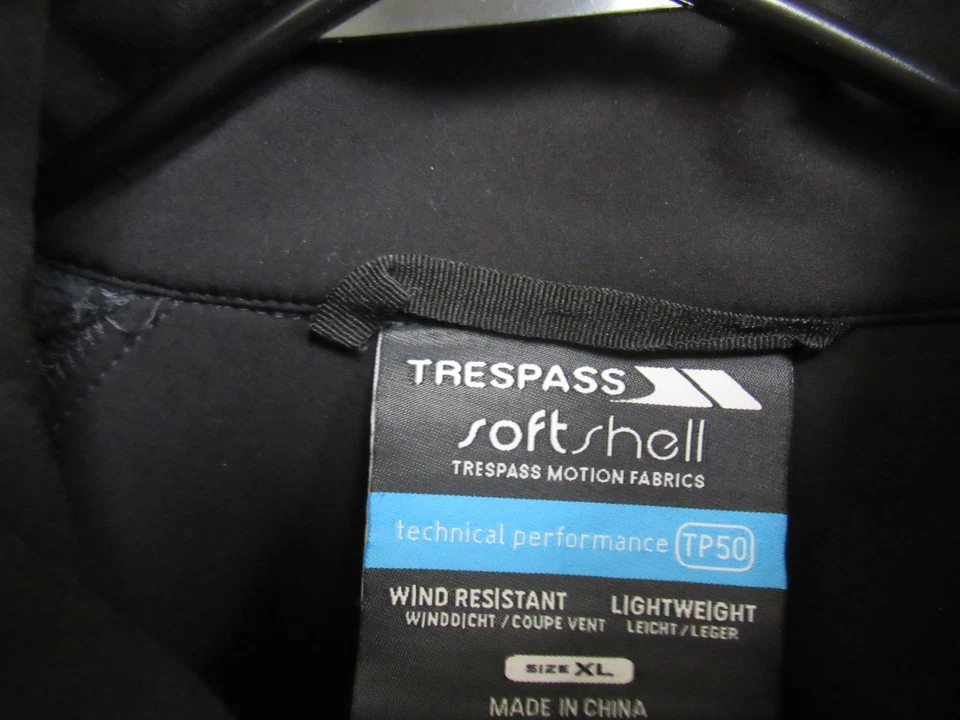 TRESPASS
softshell
TRESPASS MOTION FABRICS
technical performance TP50
WIND RESISTANT LIGHTWEIGHT
WINDDICHT / COUPE VENT LEICHT / LEGER
SIZE XL
MADE IN CHINA